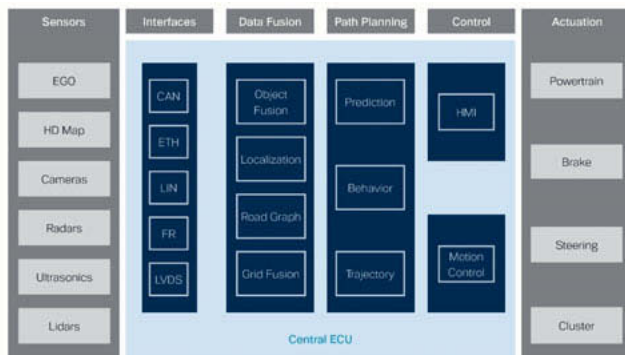 Sensors
EGO
HD Map
Cameras
Radars
Ultrasonics
Lidars
Interfaces
CAN
ETH
LIN
FR
LVDS
Data Fusion
Object
Fusion
Localization
Road Graph
Grid Fusion
Path Planning
Prediction
Behavior
Trajectory
Control
HMI
Motion
Control
Central ECU
Actuation
Powertrain
Brake
Steering
Cluster